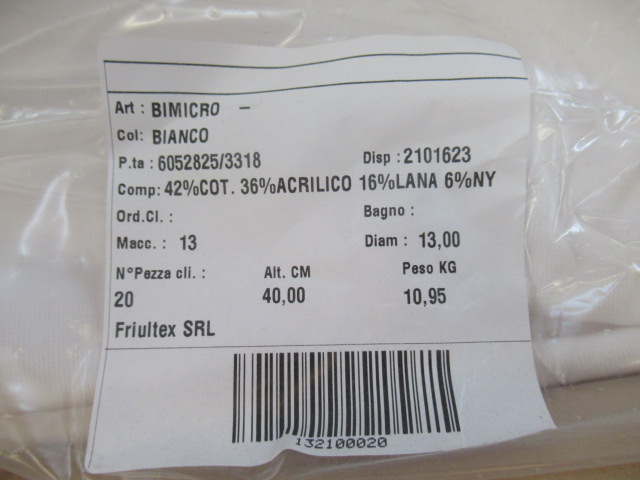 Art : BIMICRO -
Col: BIANCO
P.ta : 6052825/3318 Disp : 2101623
Comp: 42%COT. 36%ACRILICO 16%LANA 6%NY
Ord.Cl. : Bagno :
Macc. : 13 Diam : 13,00
N°Pezza cli. : Alt. CM Peso KG
20 40,00 10,95
Friultex SRL
132100020